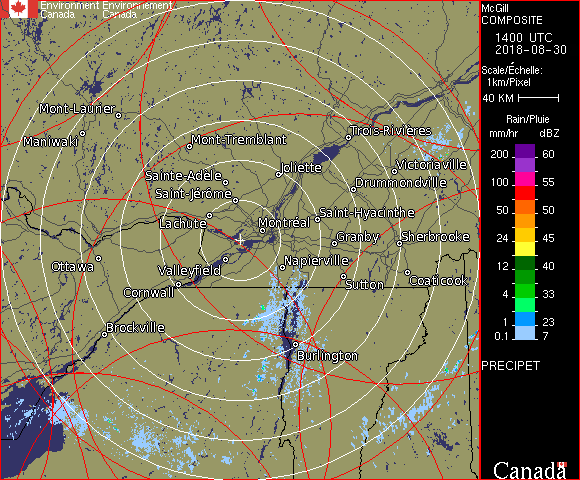 Environment Environnement
Canada Canada
McGill
COMPOSITE
1400 UTC
2018-08-30
Scale/Échelle:
1km/Pixel
40 KM
Rain/Pluie
mm/hr dBZ
200 60
100 55
50 50
24 45
12 40
4 33
1 23
0.1 7
PRECIPET
Canada
Mont-Laurier
Maniwaki
Mont-Tremblant
Trois-Rivières
Sainte-Adèle
Joliette
Victoriaville
Saint-Jérôme
Drummondville
Lachute
Montréal
Saint-Hyacinthe
Granby
Sherbrooke
Ottawa
Valleyfield
Napierville
Cornwall
Sutton
Coaticook
Brockville
Burlington